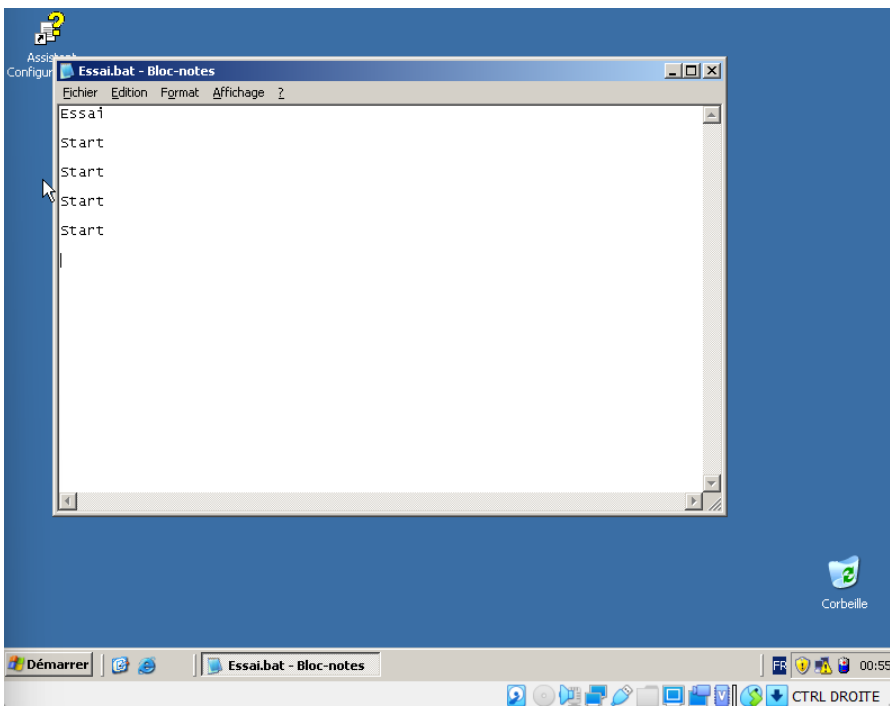 Assistant
Configur
Essai.bat - Bloc-notes
Fichier Edition Format Affichage ?
Essai
Start
Start
Start
Start
Corbeille
Démarrer
Essai.bat - Bloc-notes
FR
00:55
CTRL DROITE